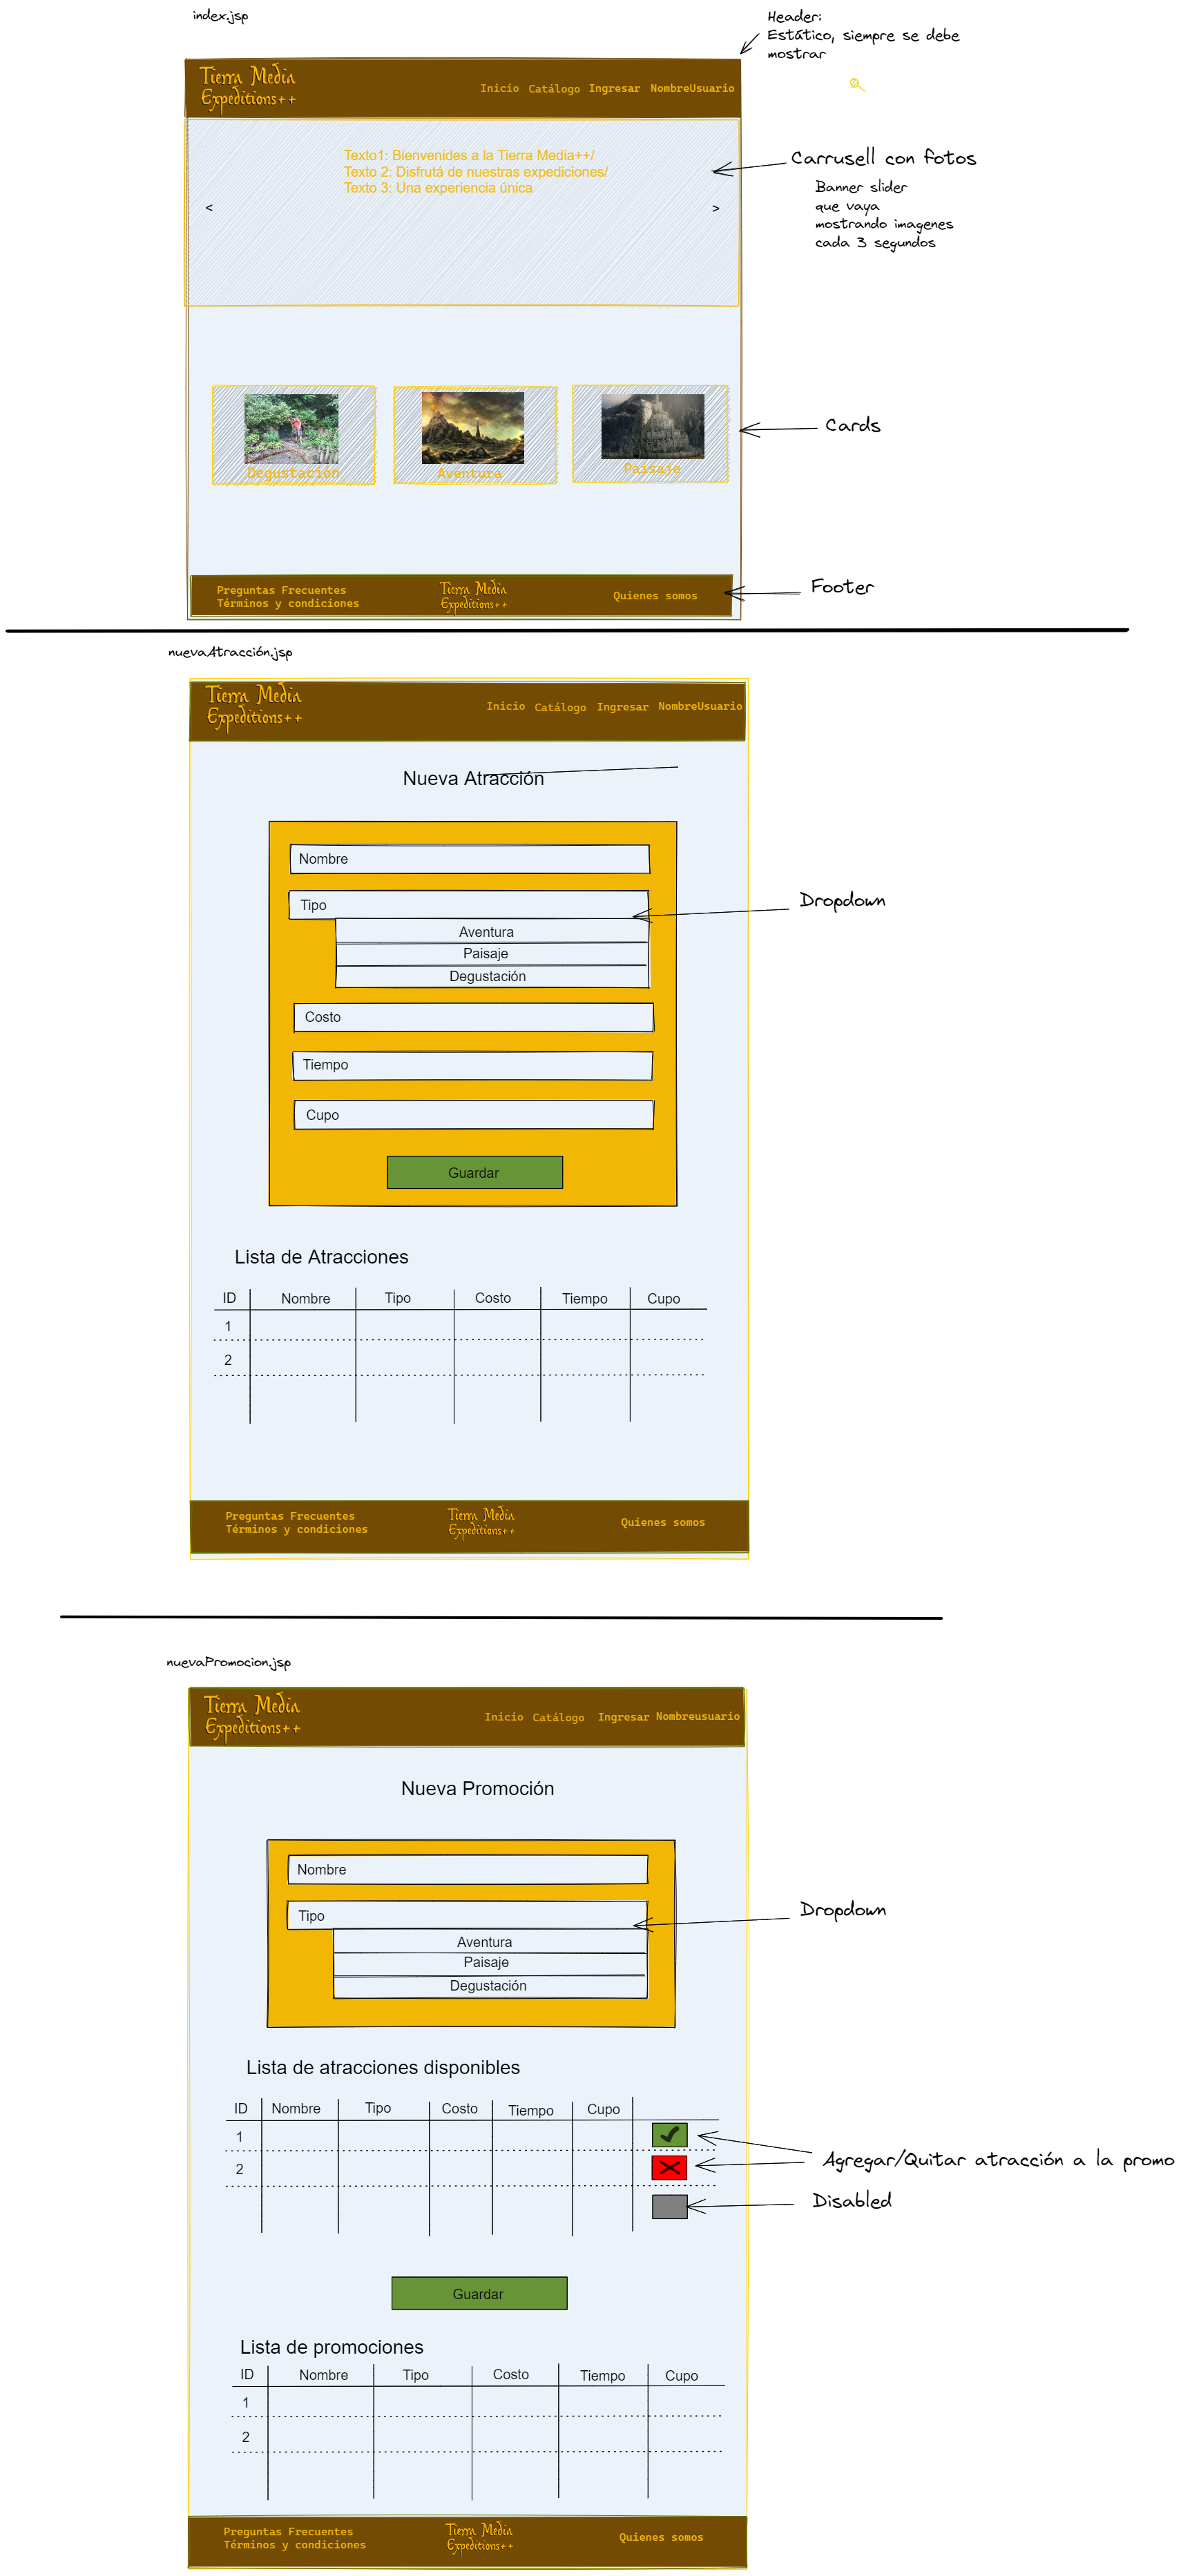 index.jsp
Header:
Estático, siempre se debe
mostrar
Tierra Media
Expeditions++
Inicio Catálogo Ingresar NombreUsuario
Texto1: Bienvenides a la Tierra Media++/
Texto 2: Disfrutá de nuestras expediciones/
Texto 3: Una experiencia única
< >
Carrusell con fotos
Banner slider
que vaya
mostrando imagenes
cada 3 segundos
Degustación Aventura Paisaje
Cards
Preguntas Frecuentes
Términos y condiciones
Tierra Media
Expeditions++
Quienes somos
Footer
nuevaAtracción.jsp
Tierra Media
Expeditions++
Inicio Catálogo Ingresar NombreUsuario
Nueva Atracción
Nombre
Tipo
Dropdown
Aventura
Paisaje
Degustación
Costo
Tiempo
Cupo
Guardar
Lista de Atracciones
ID Nombre Tipo Costo Tiempo Cupo
1
2
Preguntas Frecuentes
Términos y condiciones
Tierra Media
Expeditions++
Quienes somos
nuevaPromocion.jsp
Tierra Media
Expeditions++
Inicio Catálogo Ingresar Nombreusuario
Nueva Promoción
Nombre
Tipo
Dropdown
Aventura
Paisaje
Degustación
Lista de atracciones disponibles
ID Nombre Tipo Costo Tiempo Cupo
1
2
Agregar/Quitar atracción a la promo
Disabled
Guardar
Lista de promociones
ID Nombre Tipo Costo Tiempo Cupo
1
2
Preguntas Frecuentes
Términos y condiciones
Tierra Media
Expeditions++
Quienes somos